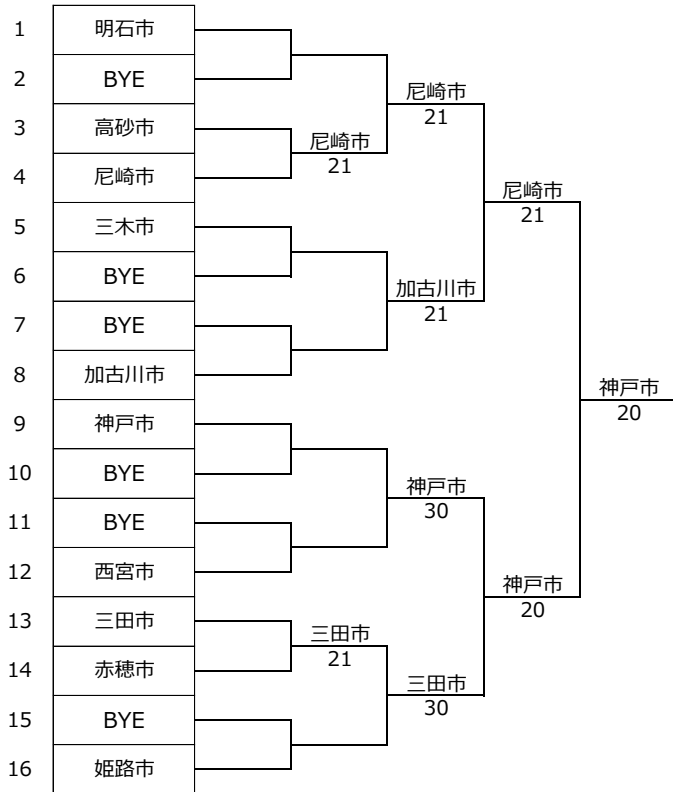 1 明石市
2 BYE
3 高砂市
4 尼崎市
5 三木市
6 BYE
7 BYE
8 加古川市
9 神戸市
10 BYE
11 BYE
12 西宮市
13 三田市
14 赤穂市
15 BYE
16 姫路市
尼崎市
21
三田市
21
尼崎市
21
加古川市
21
神戸市
30
三田市
30
尼崎市
21
神戸市
20
神戸市
20